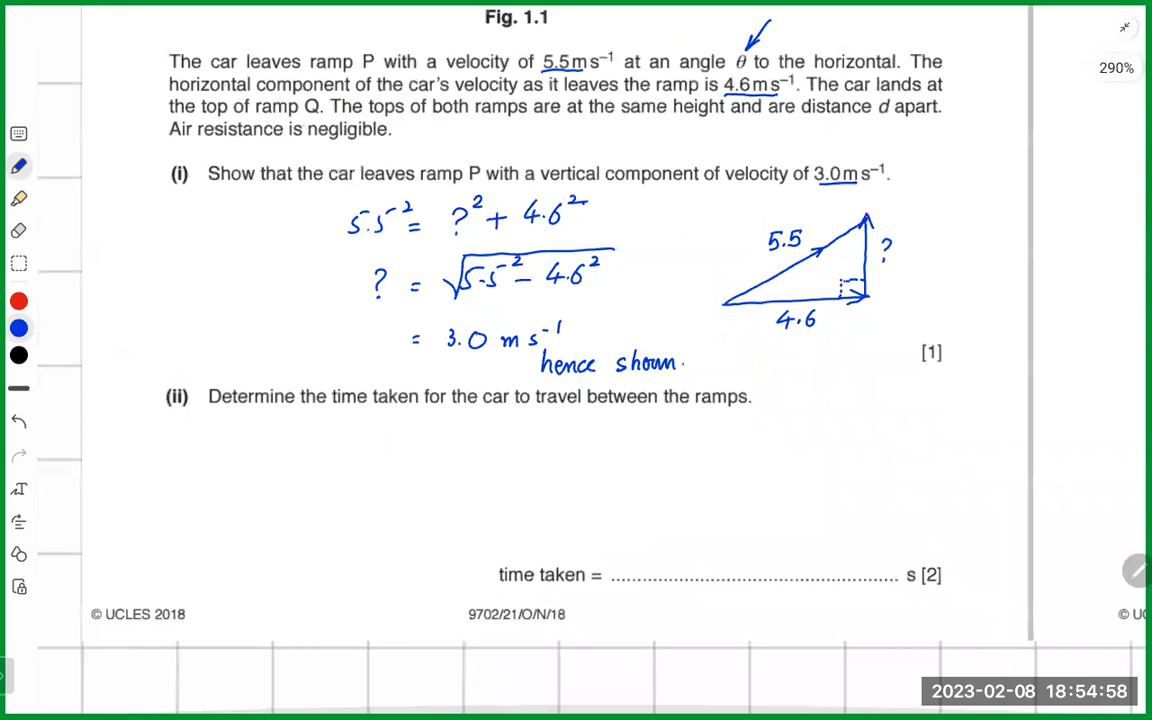 Fig. 1.1
290%
The car leaves ramp P with a velocity of 5.5 m s⁻¹ at an angle θ to the horizontal. The
horizontal component of the car's velocity as it leaves the ramp is 4.6 m s⁻¹. The car lands at
the top of ramp Q. The tops of both ramps are at the same height and are distance d apart.
Air resistance is negligible.
(i) Show that the car leaves ramp P with a vertical component of velocity of 3.0 m s⁻¹.
5.5² = ?² + 4.6²
5.5 ?
? = √5.5² − 4.6²
4.6
= 3.0 m s⁻¹
hence shown.
[1]
(ii) Determine the time taken for the car to travel between the ramps.
time taken = ................................................ s [2]
© UCLES 2018 9702/21/O/N/18 © UC
2023-02-08 18:54:58